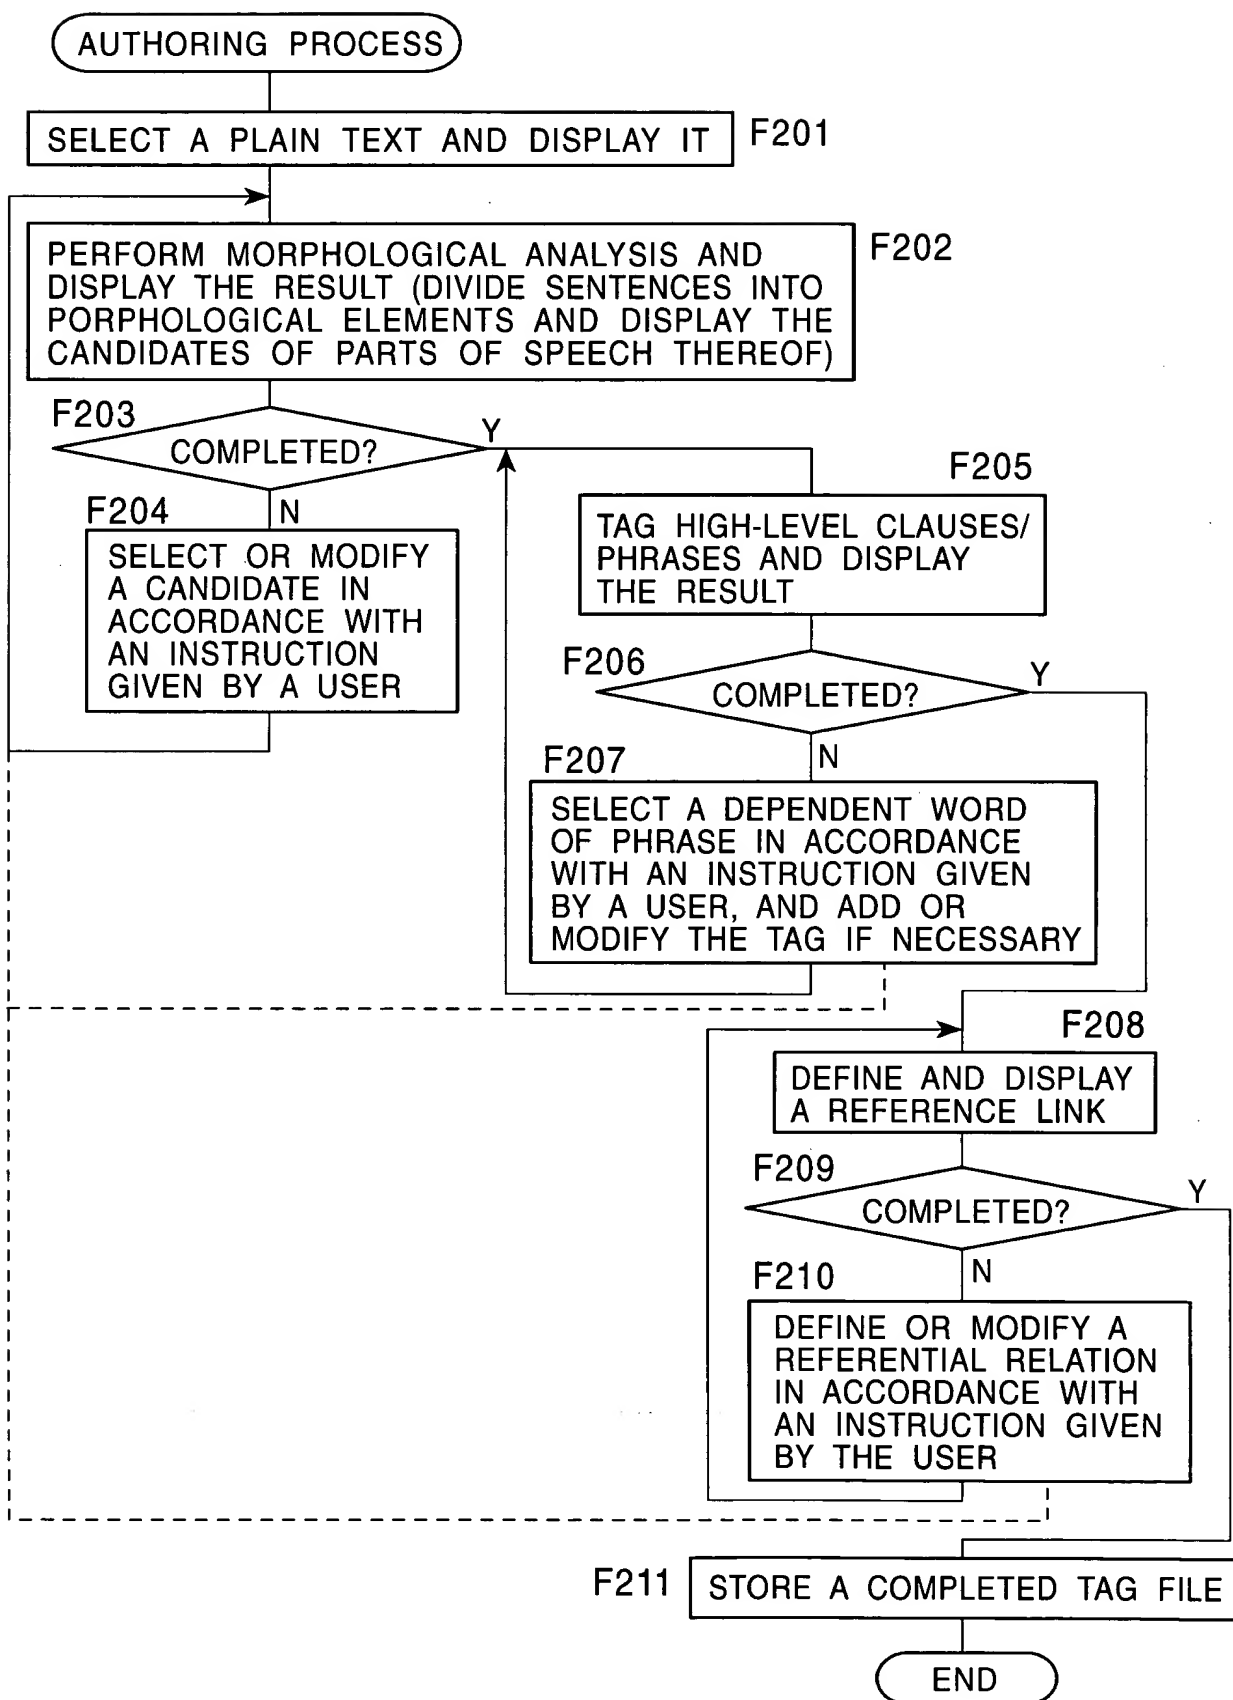 AUTHORING PROCESS
SELECT A PLAIN TEXT AND DISPLAY IT
F201
F202
PERFORM MORPHOLOGICAL ANALYSIS AND
DISPLAY THE RESULT (DIVIDE SENTENCES INTO
PORPHOLOGICAL ELEMENTS AND DISPLAY THE
CANDIDATES OF PARTS OF SPEECH THEREOF)
F203
COMPLETED?
Y
N
F204
SELECT OR MODIFY
A CANDIDATE IN
ACCORDANCE WITH
AN INSTRUCTION
GIVEN BY A USER
F205
TAG HIGH-LEVEL CLAUSES/
PHRASES AND DISPLAY
THE RESULT
F206
COMPLETED?
Y
N
F207
SELECT A DEPENDENT WORD
OF PHRASE IN ACCORDANCE
WITH AN INSTRUCTION GIVEN
BY A USER, AND ADD OR
MODIFY THE TAG IF NECESSARY
F208
DEFINE AND DISPLAY
A REFERENCE LINK
F209
COMPLETED?
Y
N
F210
DEFINE OR MODIFY A
REFERENTIAL RELATION
IN ACCORDANCE WITH
AN INSTRUCTION GIVEN
BY THE USER
F211
STORE A COMPLETED TAG FILE
END